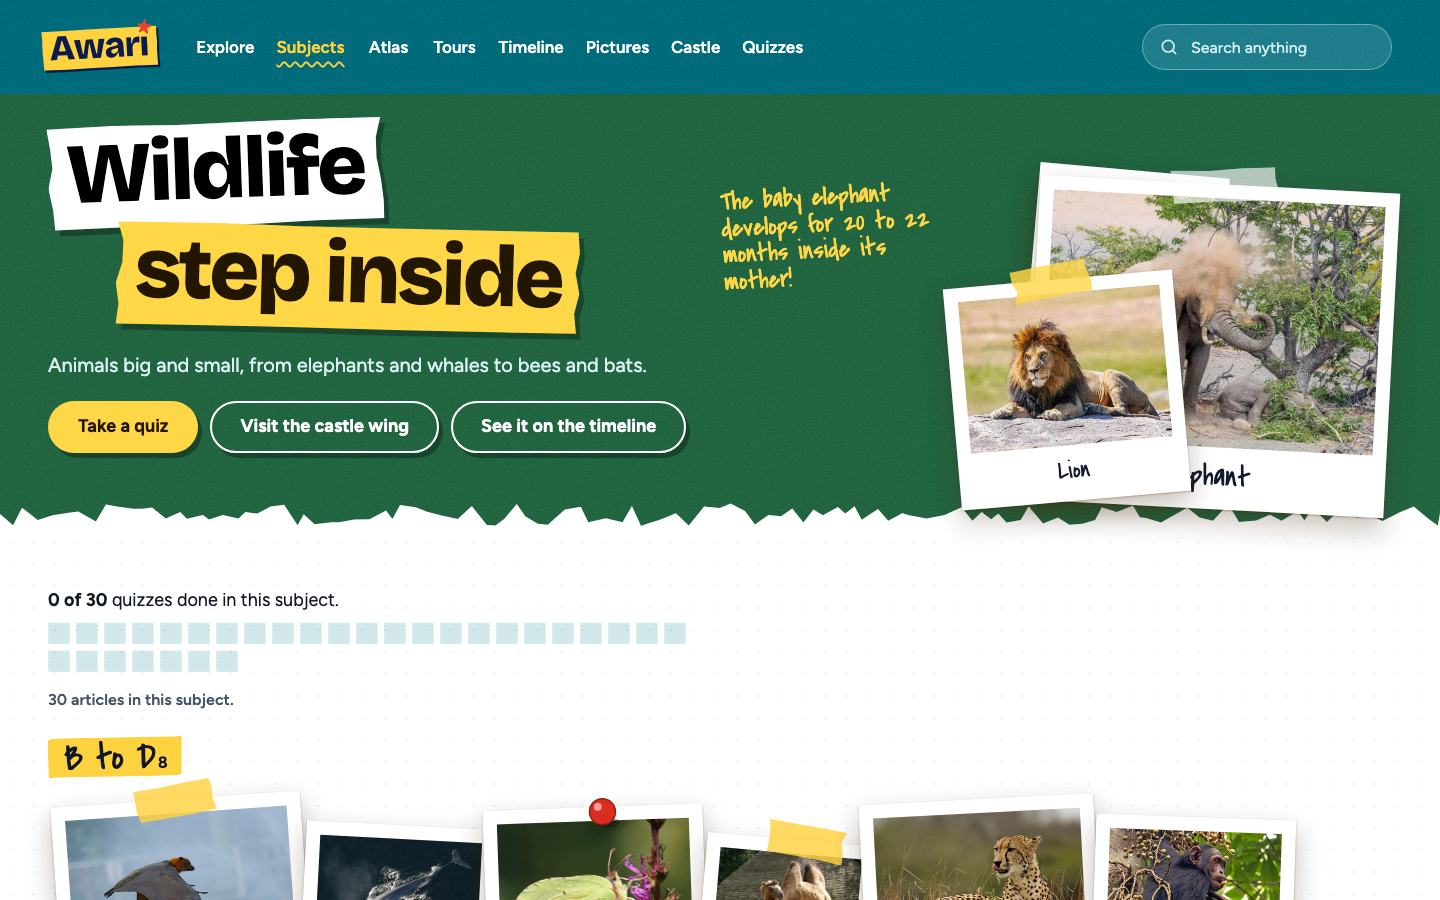 Awari
Explore
Subjects
Atlas
Tours
Timeline
Pictures
Castle
Quizzes
Search anything
Wildlife
step inside
The baby elephant
develops for 20 to 22
months inside its
mother!
Animals big and small, from elephants and whales to bees and bats.
Take a quiz
Visit the castle wing
See it on the timeline
Lion
phant
0 of 30 quizzes done in this subject.
30 articles in this subject.
B to D 8